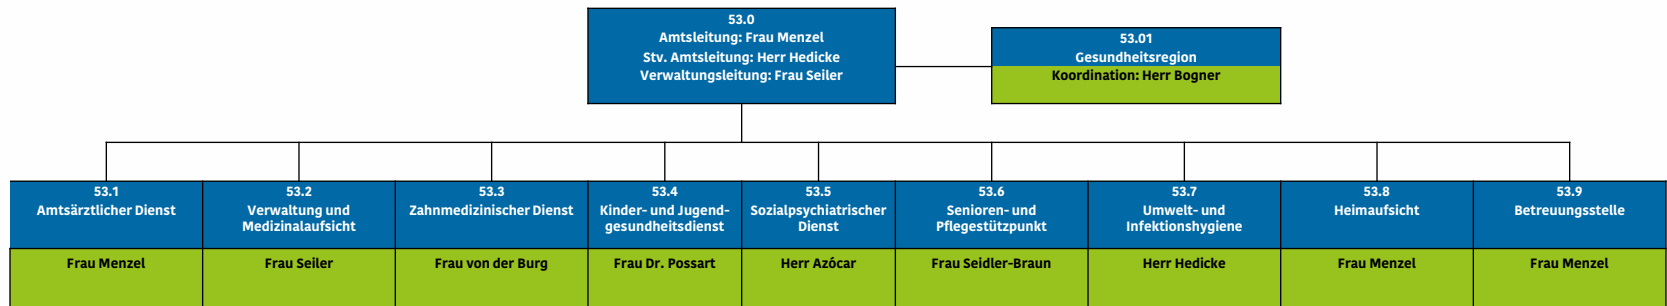 53.0
Amtsleitung: Frau Menzel
Stv. Amtsleitung: Herr Hedicke
Verwaltungsleitung: Frau Seiler
53.01
Gesundheitsregion
Koordination: Herr Bogner
53.1
Amtsärztlicher Dienst
Frau Menzel
53.2
Verwaltung und
Medizinalaufsicht
Frau Seiler
53.3
Zahnmedizinischer Dienst
Frau von der Burg
53.4
Kinder- und Jugend-
gesundheitsdienst
Frau Dr. Possart
53.5
Sozialpsychiatrischer
Dienst
Herr Azócar
53.6
Senioren- und
Pflegestützpunkt
Frau Seidler-Braun
53.7
Umwelt- und
Infektionshygiene
Herr Hedicke
53.8
Heimaufsicht
Frau Menzel
53.9
Betreuungsstelle
Frau Menzel